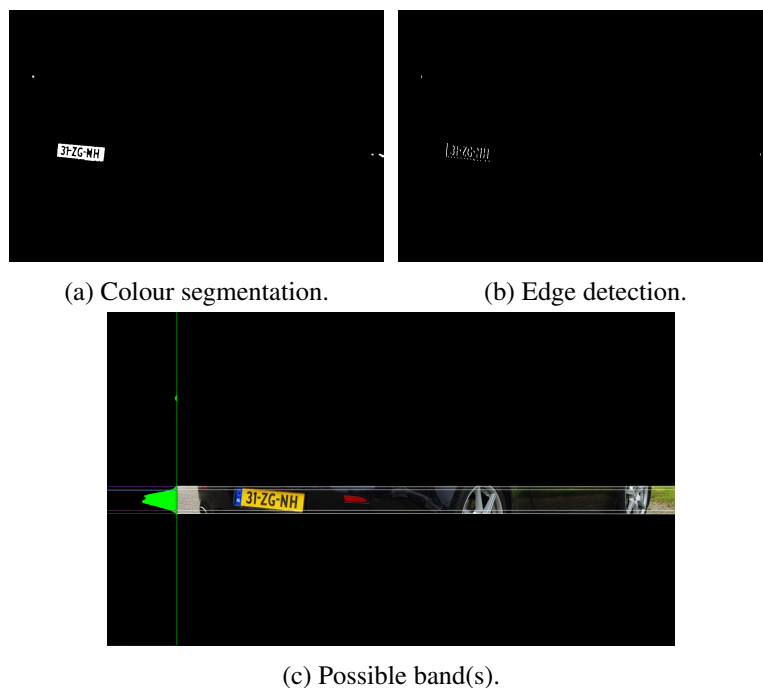 31-ZG-NH
31-ZG-NH
(a) Colour segmentation.
(b) Edge detection.
31-ZG-NH
(c) Possible band(s).